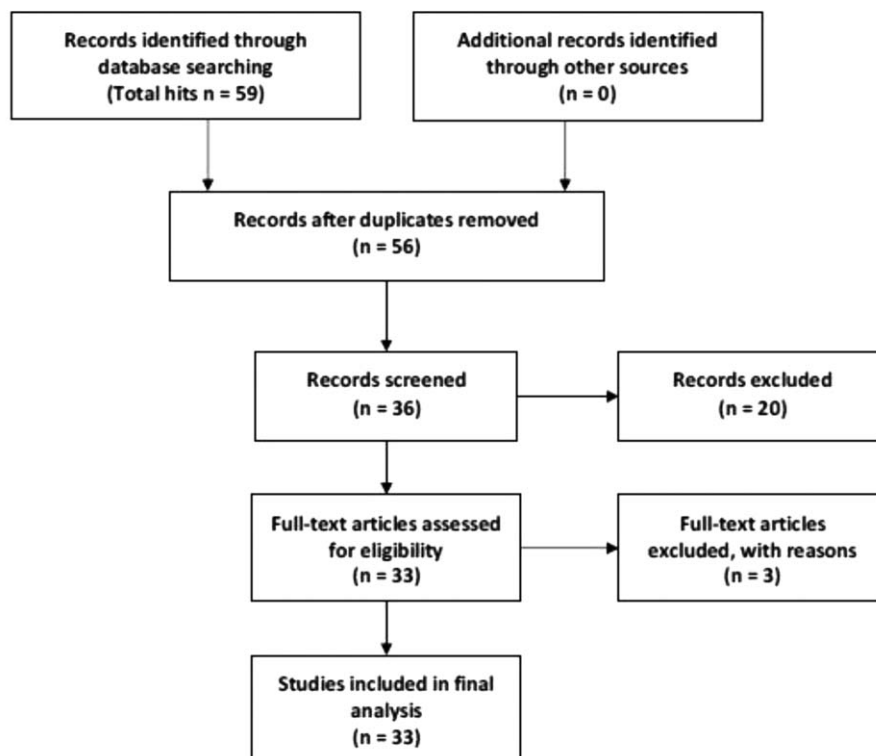 Records identified through
database searching
(Total hits n = 59)
Additional records identified
through other sources
(n = 0)
Records after duplicates removed
(n = 56)
Records screened
(n = 36)
Records excluded
(n = 20)
Full-text articles assessed
for eligibility
(n = 33)
Full-text articles
excluded, with reasons
(n = 3)
Studies included in final
analysis
(n = 33)